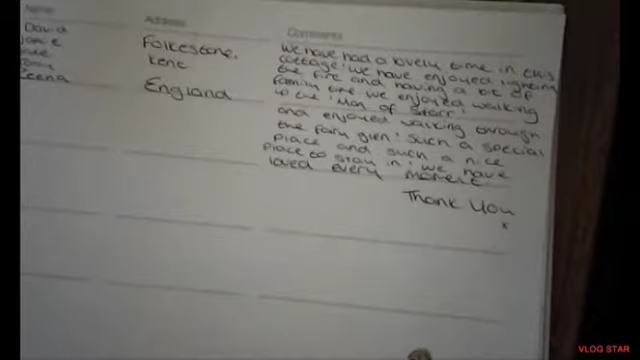 Name Address Comments
David
Jamie
Folkestone,
Kent
England
We have had a lovely time in this
cottage! We have enjoyed lighting
the fire and having a bit of
family time. We enjoyed walking
to the 'Man of Storr'
and enjoyed walking through
the fairy glen! Such a special
place and such a nice
place to stay in! We have
loved every moment
Thank You
x
VLOG STAR